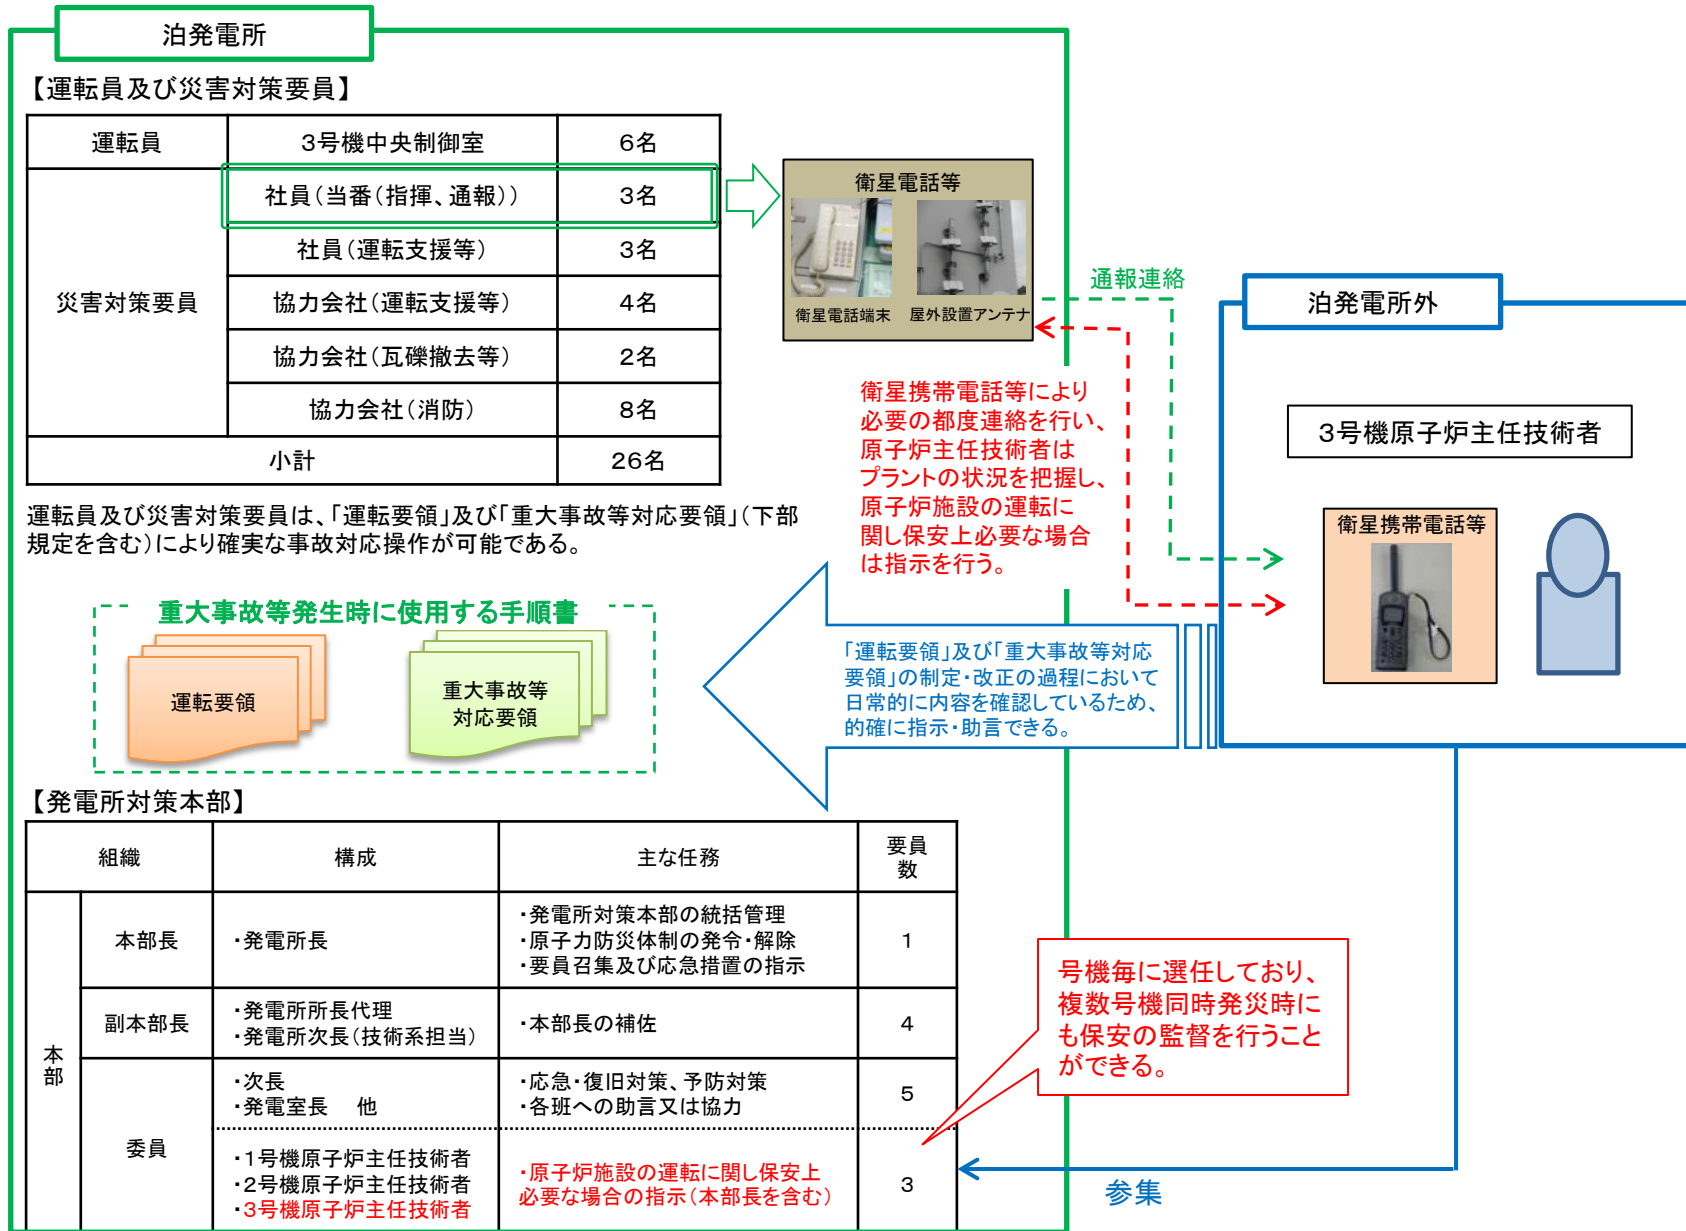 泊発電所
【運転員及び災害対策要員】
運転員 3号機中央制御室 6名
災害対策要員
社員(当番(指揮、通報)) 3名
社員(運転支援等) 3名
協力会社(運転支援等) 4名
協力会社(瓦礫撤去等) 2名
協力会社(消防) 8名
小計 26名
衛星電話等
衛星電話端末 屋外設置アンテナ
通報連絡
泊発電所外
3号機原子炉主任技術者
衛星携帯電話等
衛星携帯電話等により
必要の都度連絡を行い、
原子炉主任技術者は
プラントの状況を把握し、
原子炉施設の運転に
関し保安上必要な場合
は指示を行う。
運転員及び災害対策要員は、「運転要領」及び「重大事故等対応要領」(下部
規定を含む)により確実な事故対応操作が可能である。
重大事故等発生時に使用する手順書
運転要領
重大事故等
対応要領
「運転要領」及び「重大事故等対応
要領」の制定・改正の過程において
日常的に内容を確認しているため、
的確に指示・助言できる。
【発電所対策本部】
組織 構成 主な任務 要員
数
本
部
本部長 ・発電所長
・発電所対策本部の統括管理
・原子力防災体制の発令・解除
・要員召集及び応急措置の指示
1
副本部長
・発電所所長代理
・発電所次長(技術系担当)
・本部長の補佐
4
委員
・次長
・発電室長 他
・応急・復旧対策、予防対策
・各班への助言又は協力
5
・1号機原子炉主任技術者
・2号機原子炉主任技術者
・3号機原子炉主任技術者
・原子炉施設の運転に関し保安上
必要な場合の指示(本部長を含む)
3
号機毎に選任しており、
複数号機同時発災時に
も保安の監督を行うこと
ができる。
参集